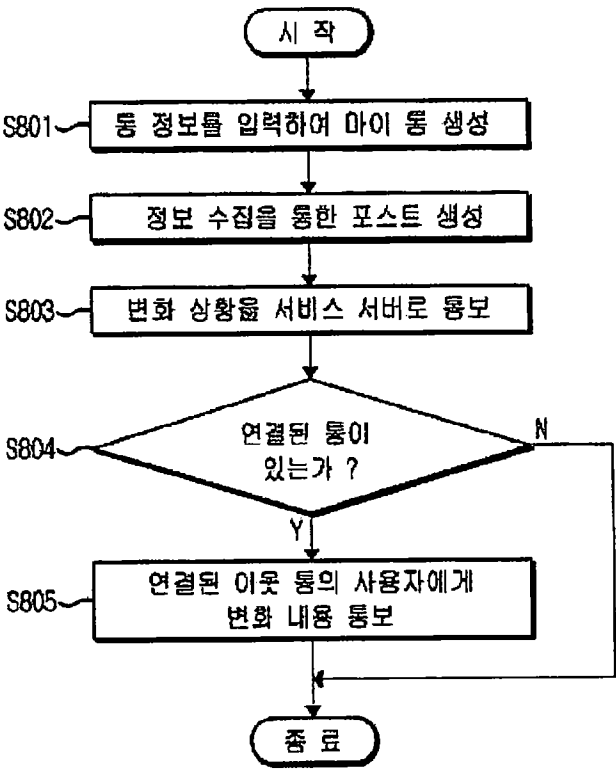 시 작
S801
통 정보를 입력하여 마이 통 생성
S802
정보 수집을 통한 포스트 생성
S803
변화 상황을 서비스 서버로 통보
S804
연결된 통이
있는가 ?
N
Y
S805
연결된 이웃 통의 사용자에게
변화 내용 통보
종 료